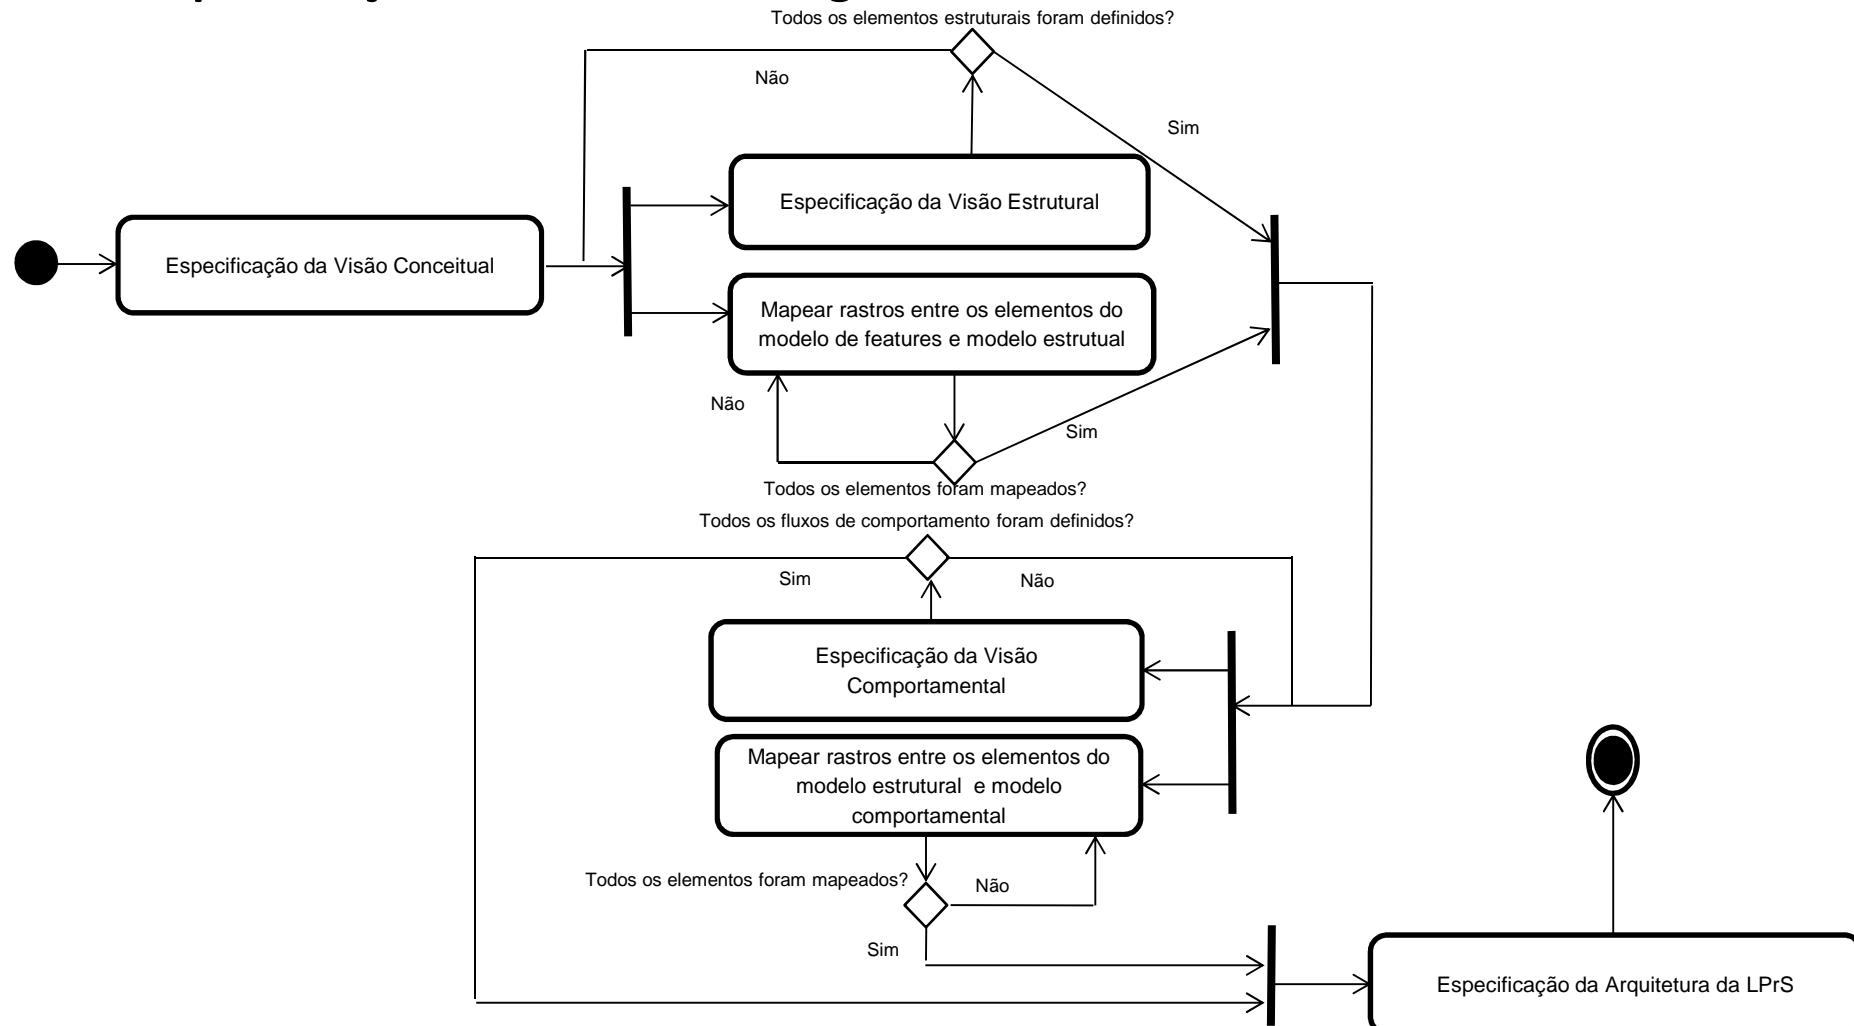 Todos os elementos estruturais foram definidos?
Não
Sim
Especificação da Visão Estrutural
Especificação da Visão Conceitual
Mapear rastros entre os elementos do
modelo de features e modelo estrutual
Não
Sim
Todos os elementos foram mapeados?
Todos os fluxos de comportamento foram definidos?
Sim
Não
Especificação da Visão
Comportamental
Mapear rastros entre os elementos do
modelo estrutural e modelo
comportamental
Todos os elementos foram mapeados?
Não
Sim
Especificação da Arquitetura da LPrS